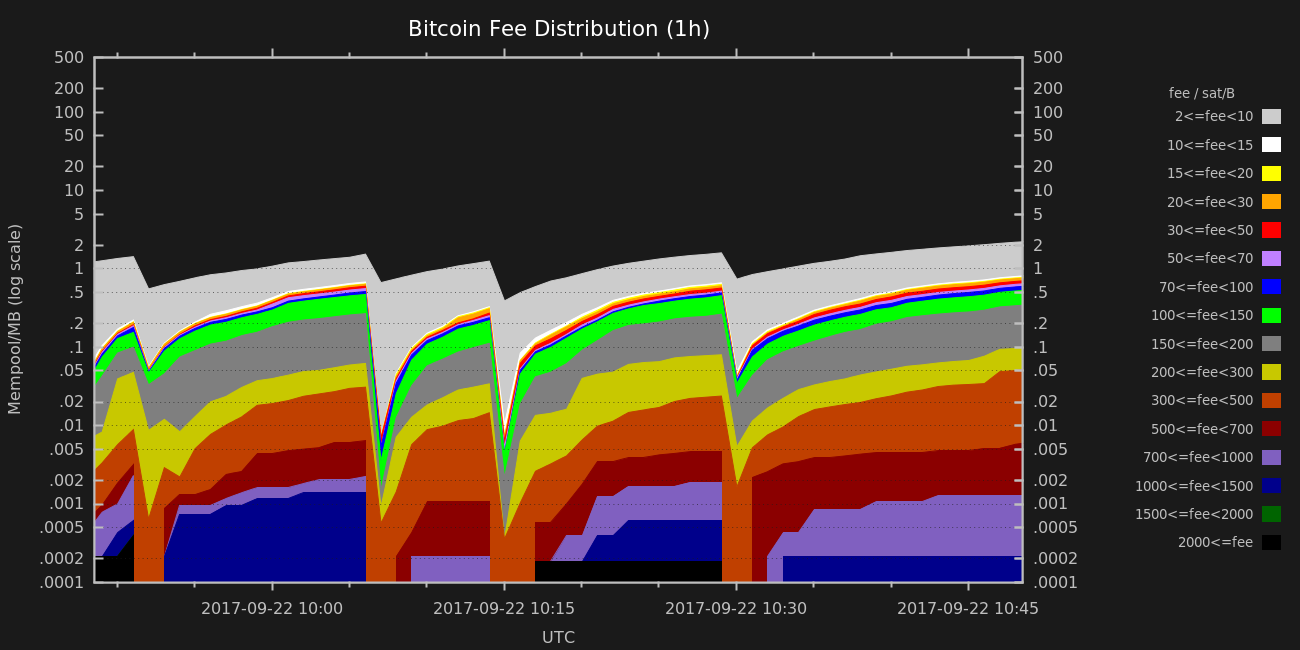 Bitcoin Fee Distribution (1h)
500
200
100
50
20
10
5
2
1
.5
.2
.1
.05
.02
.01
.005
.002
.001
.0005
.0002
.0001
Mempool/MB (log scale)
500
200
100
50
20
10
5
2
1
.5
.2
.1
.05
.02
.01
.005
.002
.001
.0005
.0002
.0001
2017-09-22 10:00
2017-09-22 10:15
2017-09-22 10:30
2017-09-22 10:45
UTC
fee / sat/B
2<=fee<10
10<=fee<15
15<=fee<20
20<=fee<30
30<=fee<50
50<=fee<70
70<=fee<100
100<=fee<150
150<=fee<200
200<=fee<300
300<=fee<500
500<=fee<700
700<=fee<1000
1000<=fee<1500
1500<=fee<2000
2000<=fee